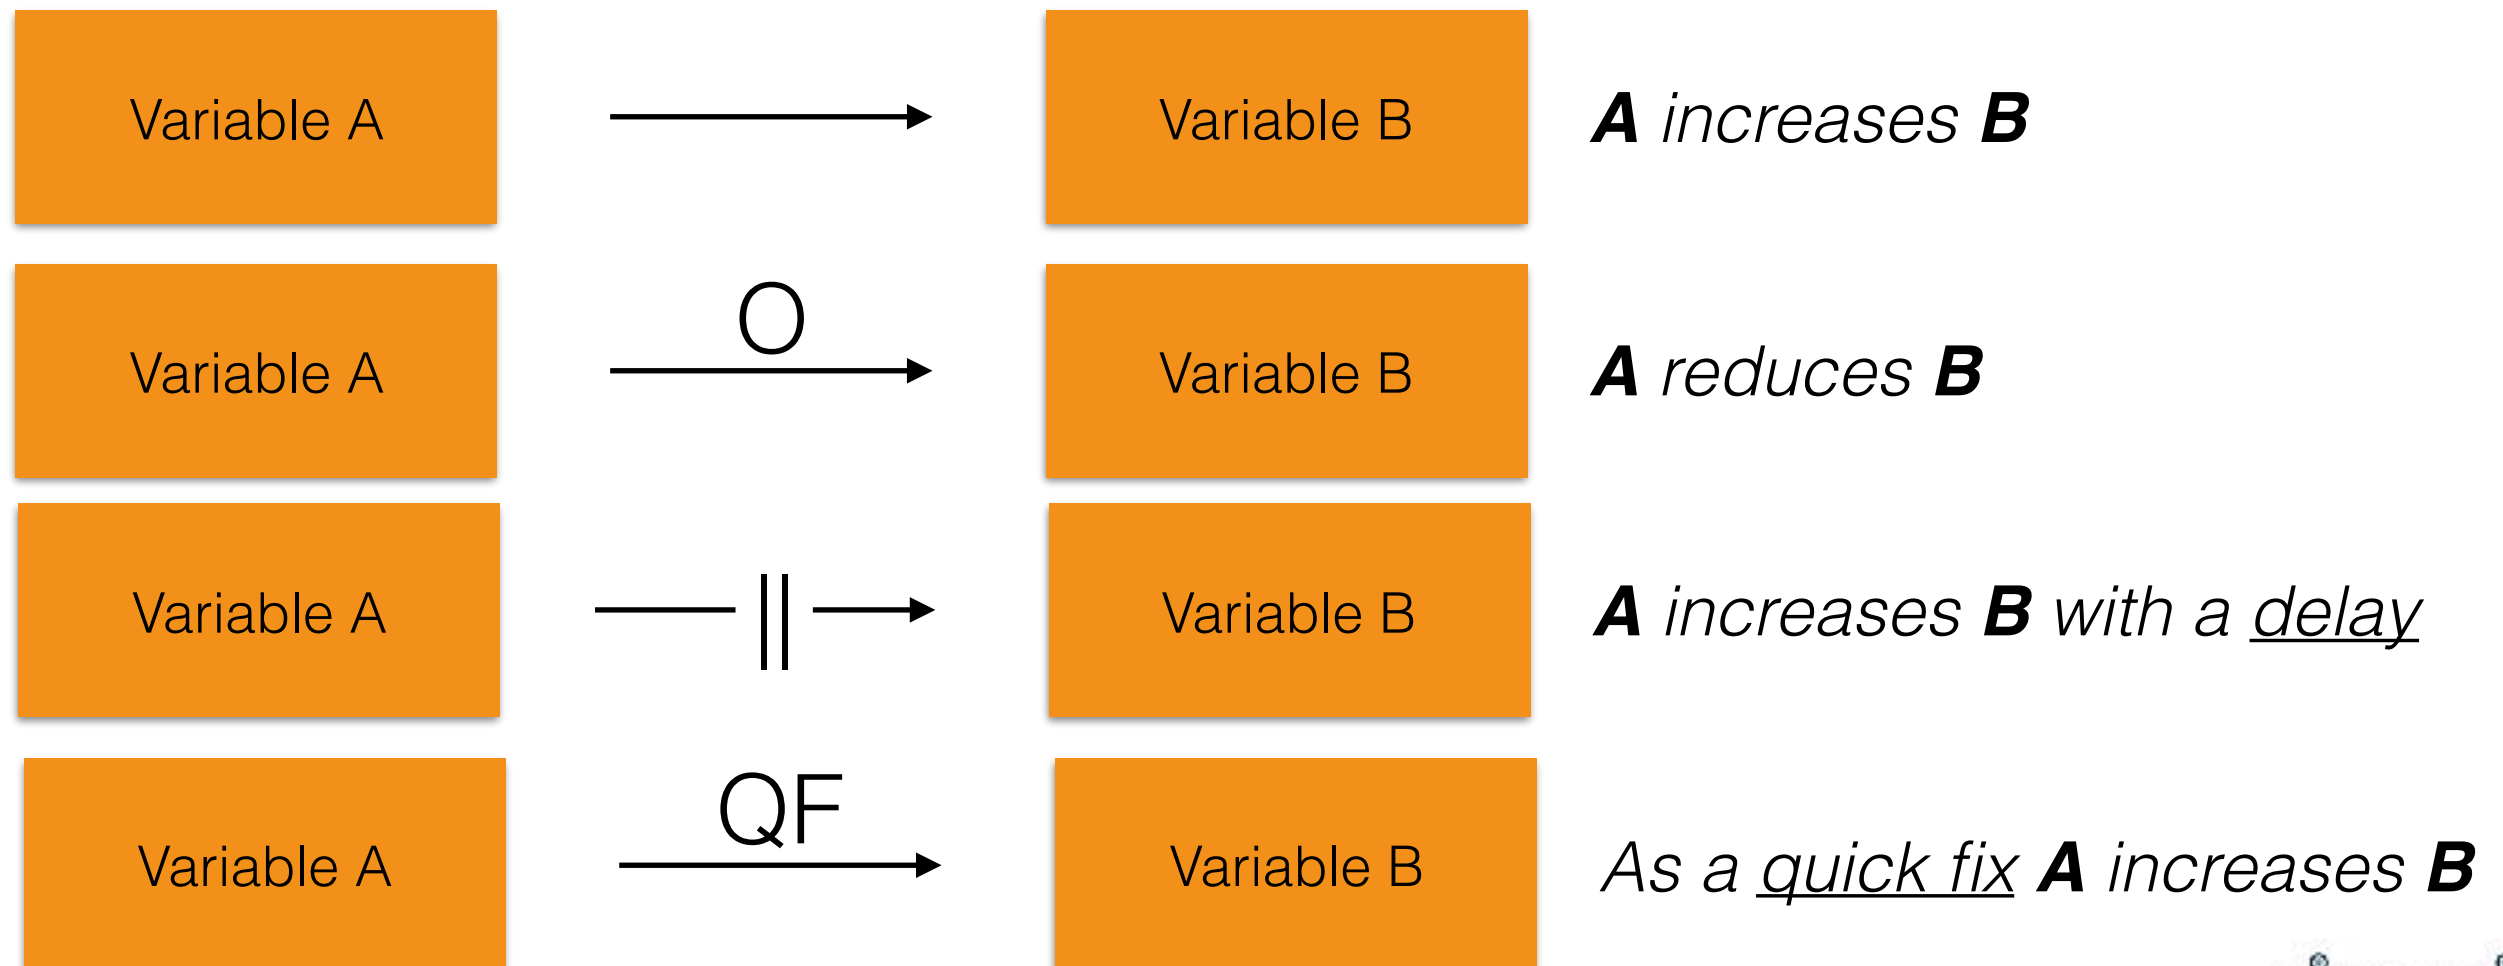 Variable A
Variable B
A increases B
Variable A
O
Variable B
A reduces B
Variable A
Variable B
A increases B with a delay
Variable A
QF
Variable B
As a quick fix A increases B